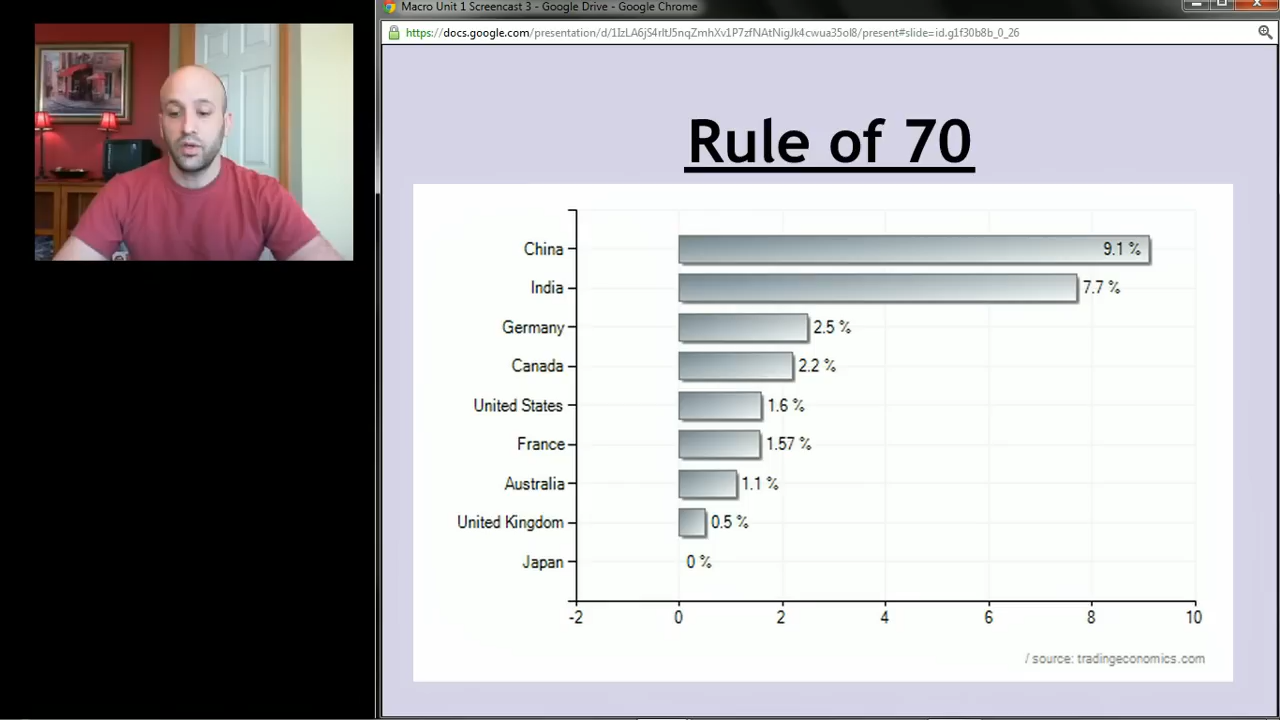 Macro Unit 1 Screencast 3 - Google Drive - Google Chrome
https://docs.google.com/presentation/d/1IzLA6jS4rltJ5nqZmhXv1P7zfNAtNigJk4cwua35ol8/present#slide=id.g1f30b8b_0_26
Rule of 70
China 9.1 %
India 7.7 %
Germany 2.5 %
Canada 2.2 %
United States 1.6 %
France 1.57 %
Australia 1.1 %
United Kingdom 0.5 %
Japan 0 %
-2 0 2 4 6 8 10
/ source: tradingeconomics.com